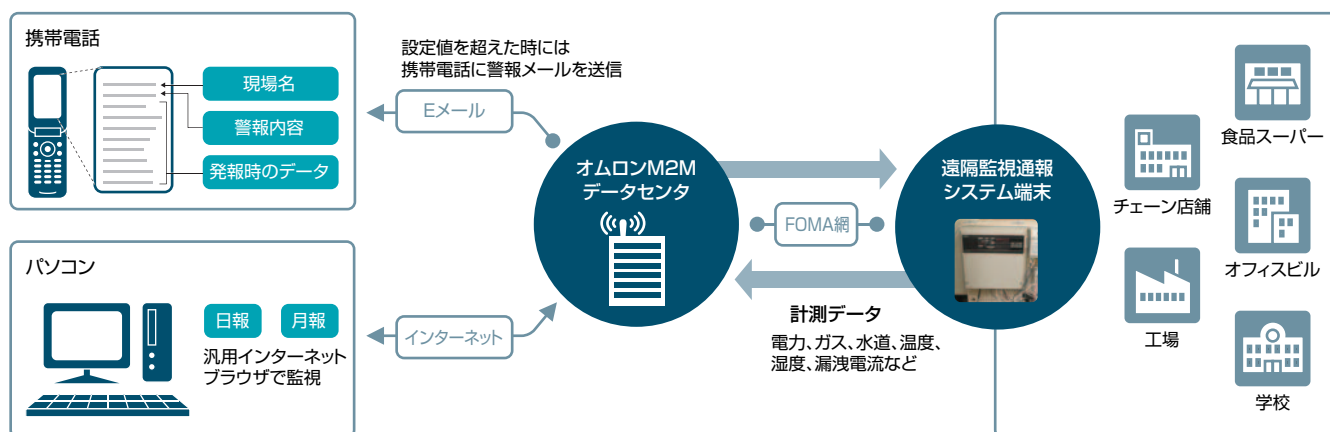 携帯電話
現場名
警報内容
発報時のデータ
設定値を超えた時には
携帯電話に警報メールを送信
Eメール
パソコン
日報
月報
汎用インターネット
ブラウザで監視
インターネット
オムロンM2M
データセンタ
FOMA網
計測データ
電力、ガス、水道、温度、
湿度、漏洩電流など
遠隔監視通報
システム端末
食品スーパー
チェーン店舗
オフィスビル
工場
学校